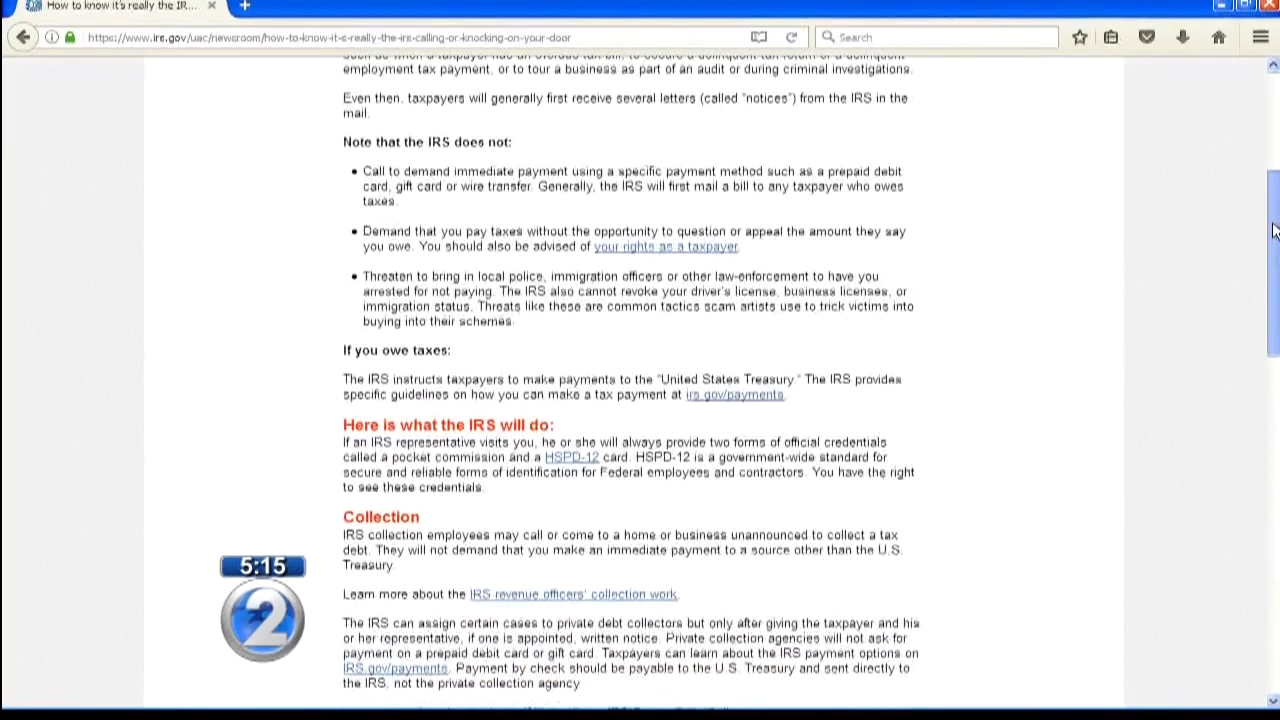 How to know it's really the IR...
https://www.irs.gov/uac/newsroom/how-to-know-it-s-really-the-irs-calling-or-knocking-on-your-door
Search
employment tax payment, or to tour a business as part of an audit or during criminal investigations.
Even then, taxpayers will generally first receive several letters (called "notices") from the IRS in the
mail.
Note that the IRS does not:
Call to demand immediate payment using a specific payment method such as a prepaid debit
card, gift card or wire transfer. Generally, the IRS will first mail a bill to any taxpayer who owes
taxes.
Demand that you pay taxes without the opportunity to question or appeal the amount they say
you owe. You should also be advised of your rights as a taxpayer.
Threaten to bring in local police, immigration officers or other law-enforcement to have you
arrested for not paying. The IRS also cannot revoke your driver's license, business licenses, or
immigration status. Threats like these are common tactics scam artists use to trick victims into
buying into their schemes.
If you owe taxes:
The IRS instructs taxpayers to make payments to the "United States Treasury." The IRS provides
specific guidelines on how you can make a tax payment at irs.gov/payments.
Here is what the IRS will do:
If an IRS representative visits you, he or she will always provide two forms of official credentials
called a pocket commission and a HSPD-12 card. HSPD-12 is a government-wide standard for
secure and reliable forms of identification for Federal employees and contractors. You have the right
to see these credentials.
Collection
IRS collection employees may call or come to a home or business unannounced to collect a tax
debt. They will not demand that you make an immediate payment to a source other than the U.S.
Treasury.
Learn more about the IRS revenue officers' collection work.
The IRS can assign certain cases to private debt collectors but only after giving the taxpayer and his
or her representative, if one is appointed, written notice. Private collection agencies will not ask for
payment on a prepaid debit card or gift card. Taxpayers can learn about the IRS payment options on
IRS.gov/payments. Payment by check should be payable to the U.S. Treasury and sent directly to
the IRS, not the private collection agency
5:15
2